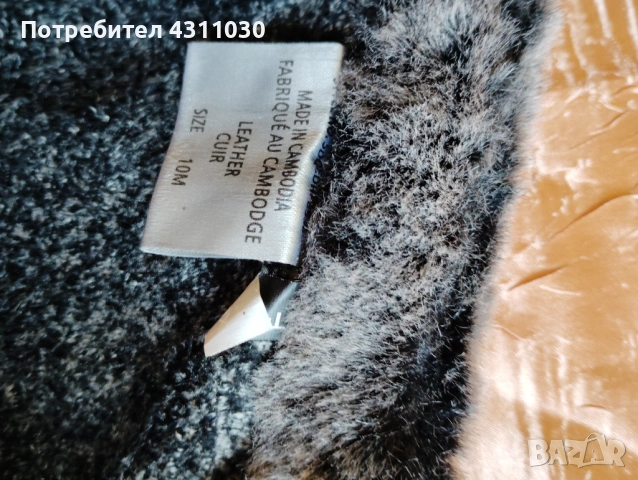 Потребител 4311030
MADE IN CAMBODIA
FABRIQUÉ AU CAMBODGE
LEATHER
CUIR
SIZE 10M
BAZAR